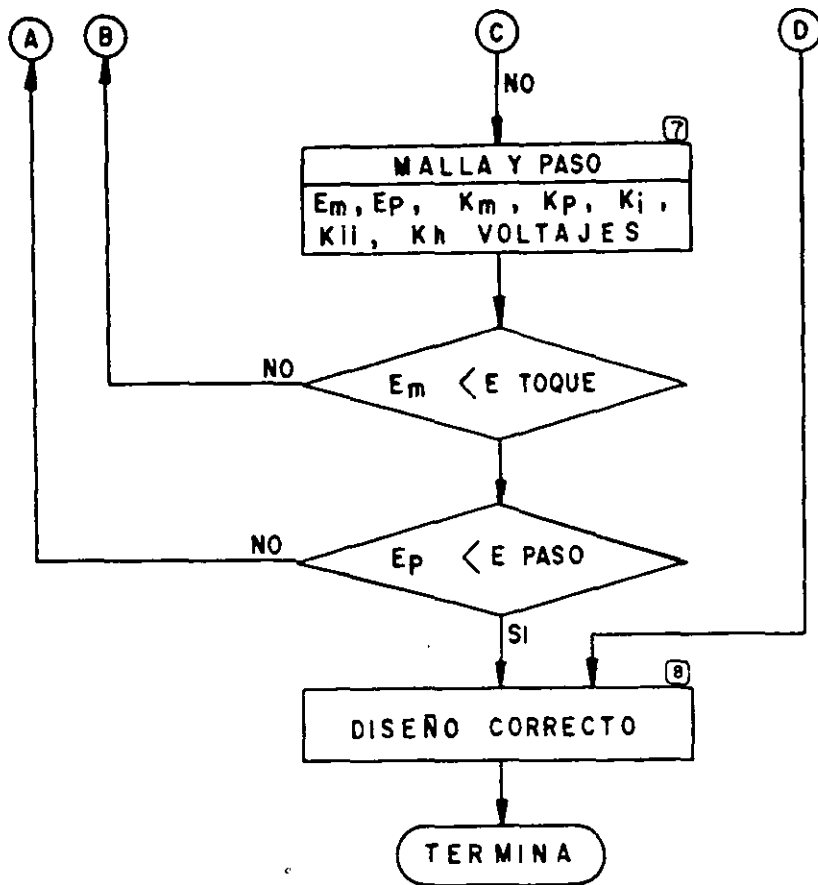 A
B
C
D
NO
7
MALLA Y PASO
Em, Ep, Km, Kp, Ki,
Kii, Kh VOLTAJES
NO
Em < E TOQUE
NO
Ep < E PASO
SI
8
DISEÑO CORRECTO
TERMINA